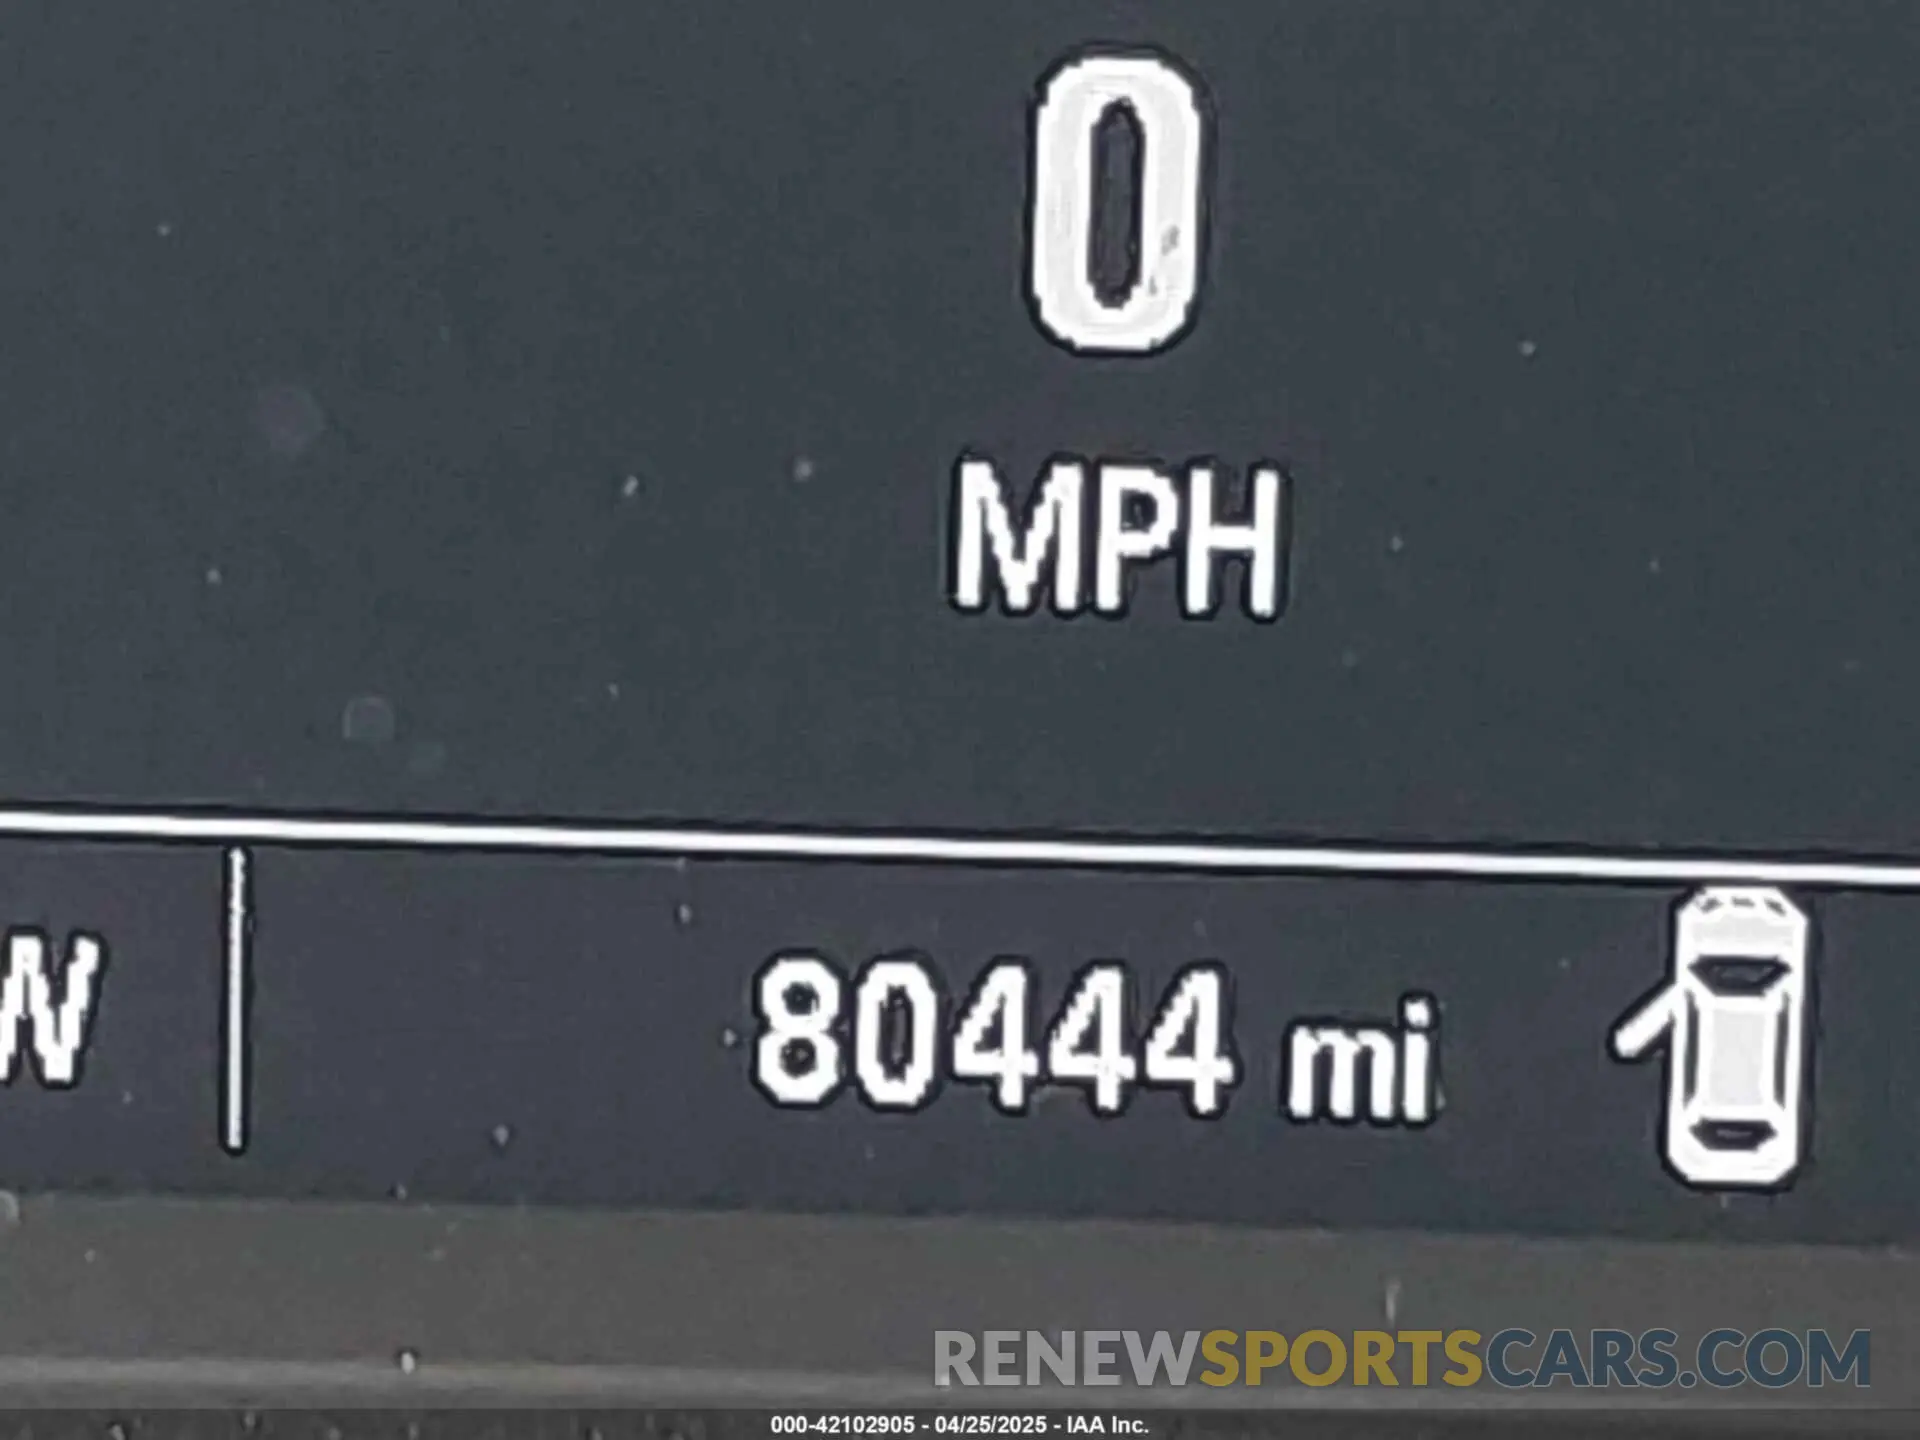 0
MPH
W
80444 mi
RENEWSPORTSCARS.COM
000-42102905 - 04/25/2025 - IAA Inc.